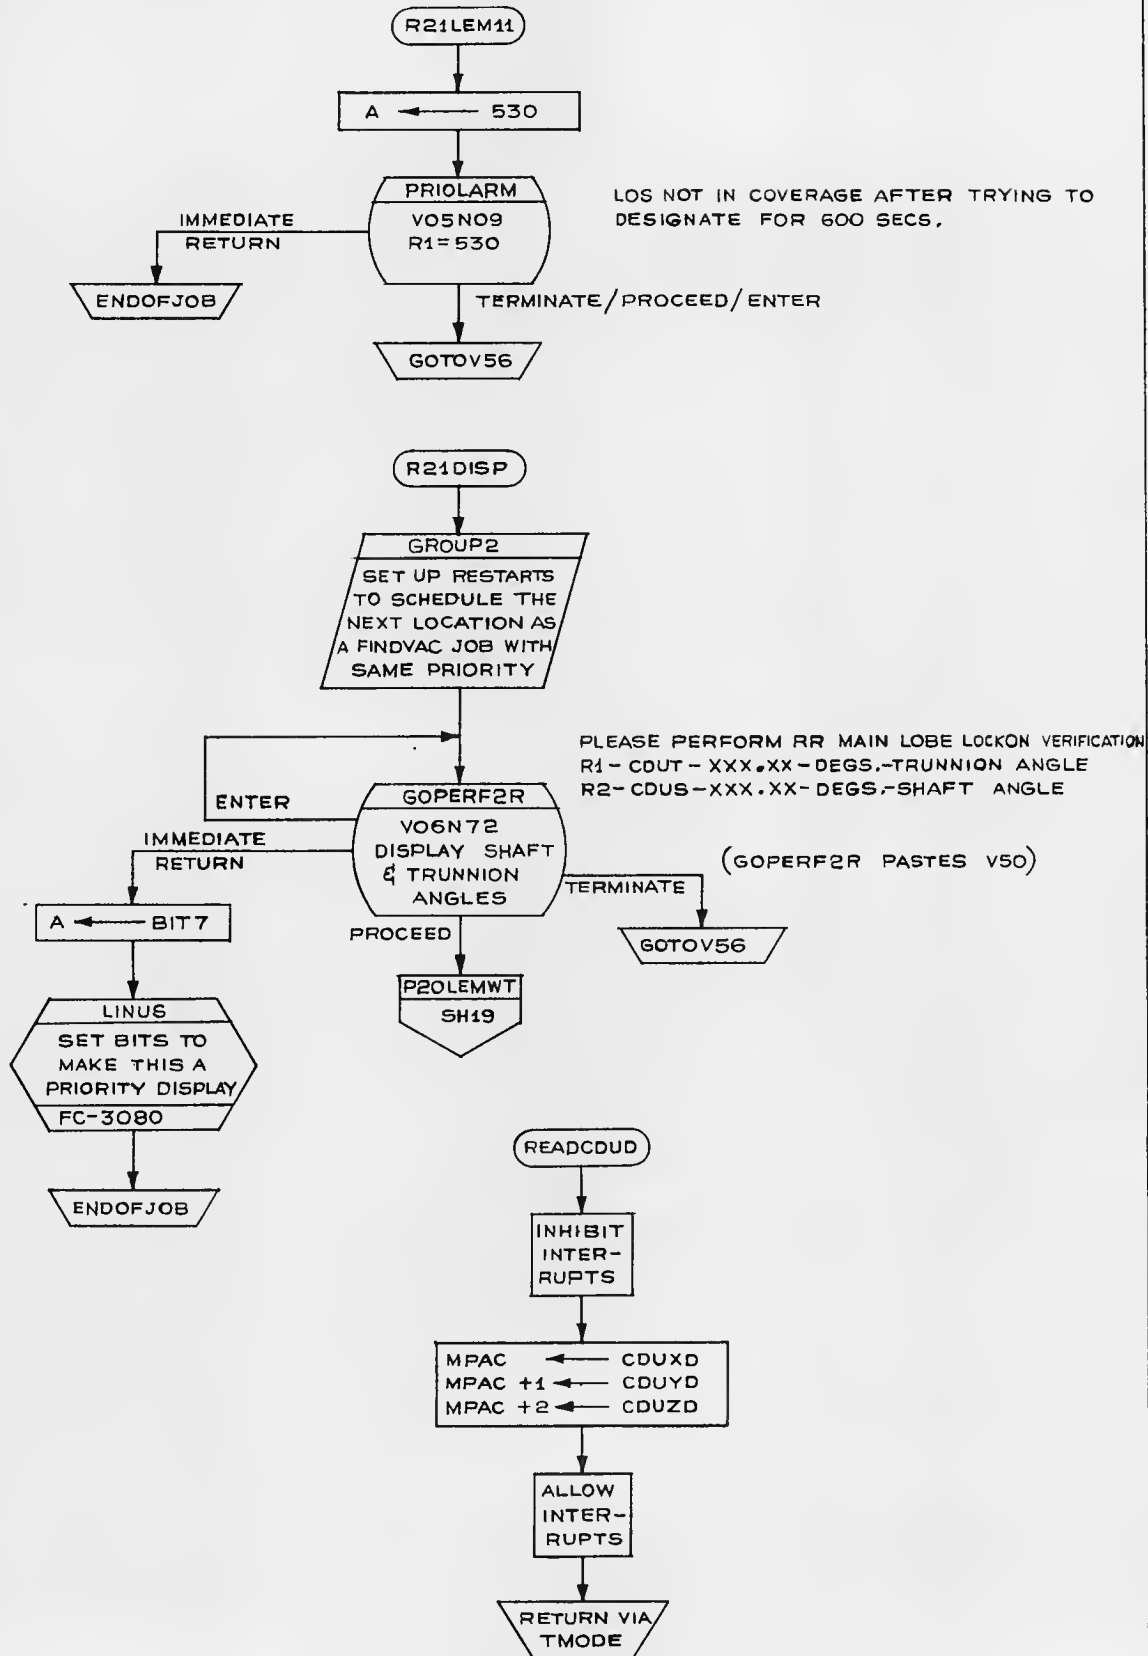 R21LEM11
A ← 530
PRIOLARM
V05N09
R1=530
LOS NOT IN COVERAGE AFTER TRYING TO
DESIGNATE FOR 600 SECS.
IMMEDIATE
RETURN
ENDOFJOB
TERMINATE/PROCEED/ENTER
GOTOV56
R21DISP
GROUP2
SET UP RESTARTS
TO SCHEDULE THE
NEXT LOCATION AS
A FINDVAC JOB WITH
SAME PRIORITY
PLEASE PERFORM RR MAIN LOBE LOCKON VERIFICATION
R1-CDUT-XXX.XX-DEGS.-TRUNNION ANGLE
R2-CDUS-XXX.XX-DEGS.-SHAFT ANGLE
ENTER
GOPERF2R
V06N72
DISPLAY SHAFT
& TRUNNION
ANGLES
IMMEDIATE
RETURN
(GOPERF2R PASTES V50)
TERMINATE
GOTOV56
A ← BIT7
PROCEED
P20LEMWT
SH19
LINUS
SET BITS TO
MAKE THIS A
PRIORITY DISPLAY
FC-3080
ENDOFJOB
READCDUD
INHIBIT
INTER-
RUPTS
MPAC ← CDUXD
MPAC +1 ← CDUYD
MPAC +2 ← CDUZD
ALLOW
INTER-
RUPTS
RETURN VIA
TMODE